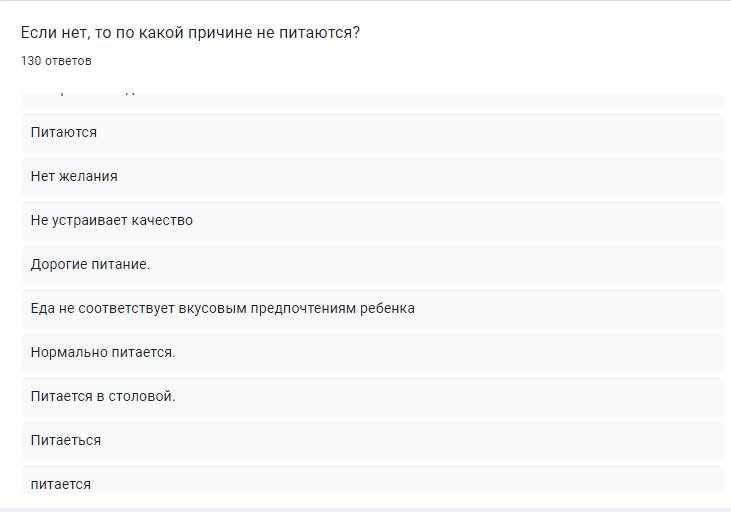 Если нет, то по какой причине не питаются?
130 ответов
Питаются
Нет желания
Не устраивает качество
Дорогие питание.
Еда не соответствует вкусовым предпочтениям ребенка
Нормально питается.
Питается в столовой.
Питаеться
питается